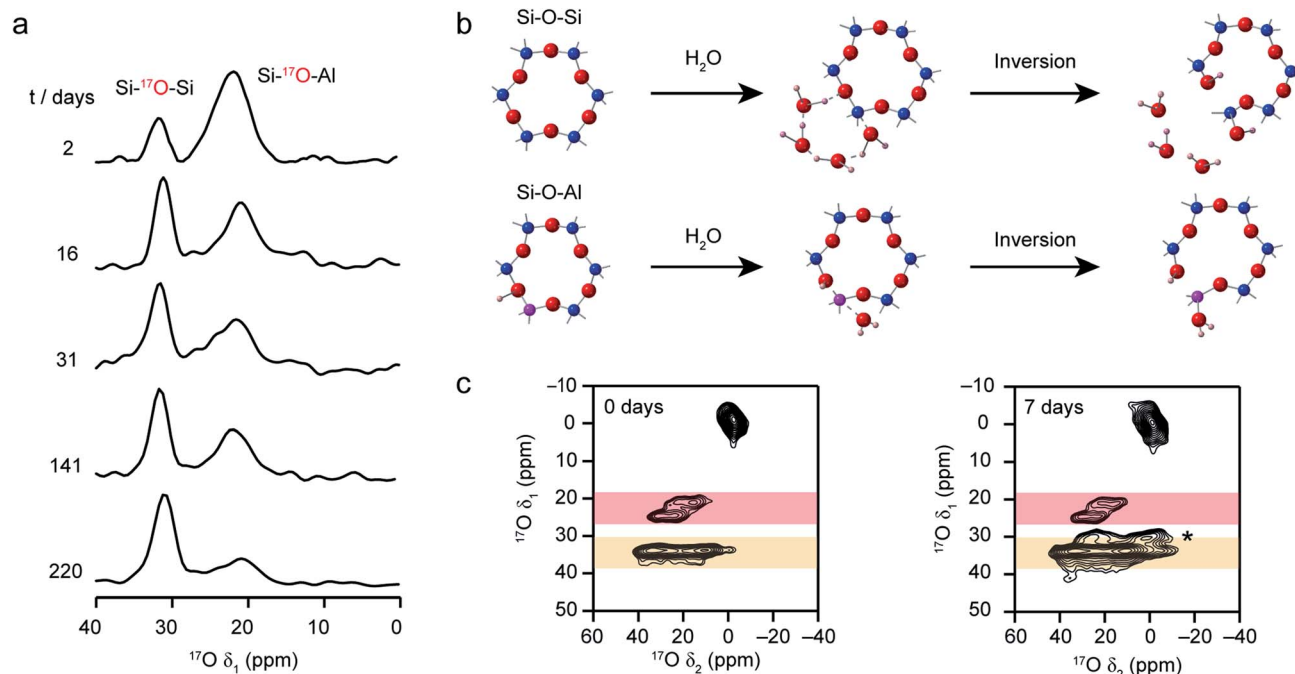 a
t / days
Si-¹⁷O-Si
Si-¹⁷O-Al
2
16
31
141
220
40 30 20 10 0
¹⁷O δ₁ (ppm)
b
Si-O-Si
H₂O
Inversion
Si-O-Al
H₂O
Inversion
c
0 days
–10
0
10
20
30
40
50
¹⁷O δ₁ (ppm)
60 40 20 0 –20 –40
¹⁷O δ₂ (ppm)
7 days
–10
0
10
20
30
40
50
¹⁷O δ₁ (ppm)
*
60 40 20 0 –20 –40
¹⁷O δ₂ (ppm)